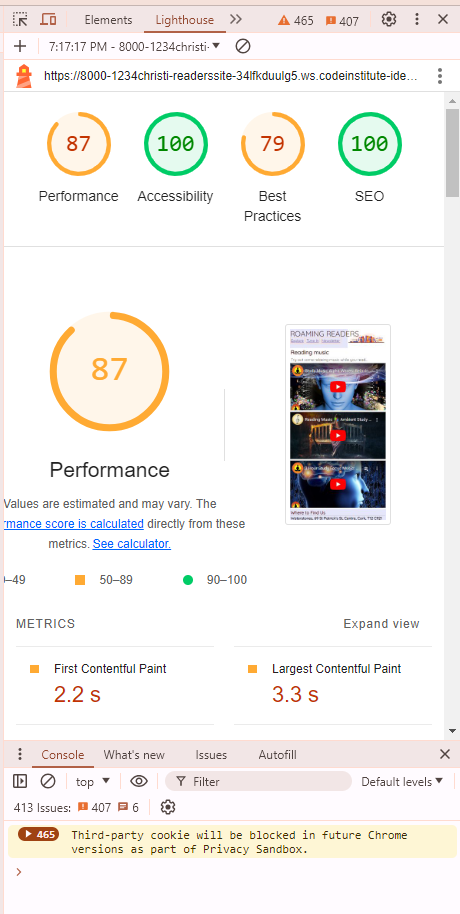 Elements Lighthouse 465 407
7:17:17 PM - 8000-1234christi-
https://8000-1234christi-readerssite-34lfkduulg5.ws.codeinstitute-ide...
87 100 79 100
Performance Accessibility Best Practices SEO
87
ROAMING READERS
Reading music
Performance
Values are estimated and may vary. The
rmance score is calculated directly from these
metrics. See calculator.
–49 50–89 90–100
Where to Find Us
METRICS Expand view
First Contentful Paint Largest Contentful Paint
2.2 s 3.3 s
Console What's new Issues Autofill
top Filter Default levels
413 Issues: 407 6
465 Third-party cookie will be blocked in future Chrome
versions as part of Privacy Sandbox.